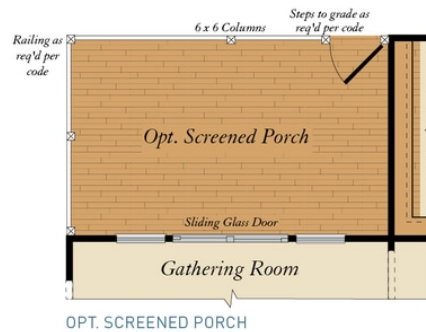 Steps to grade as
req'd per code
6 x 6 Columns
Railing as
req'd per
code
Opt. Screened Porch
Sliding Glass Door
Gathering Room
OPT. SCREENED PORCH